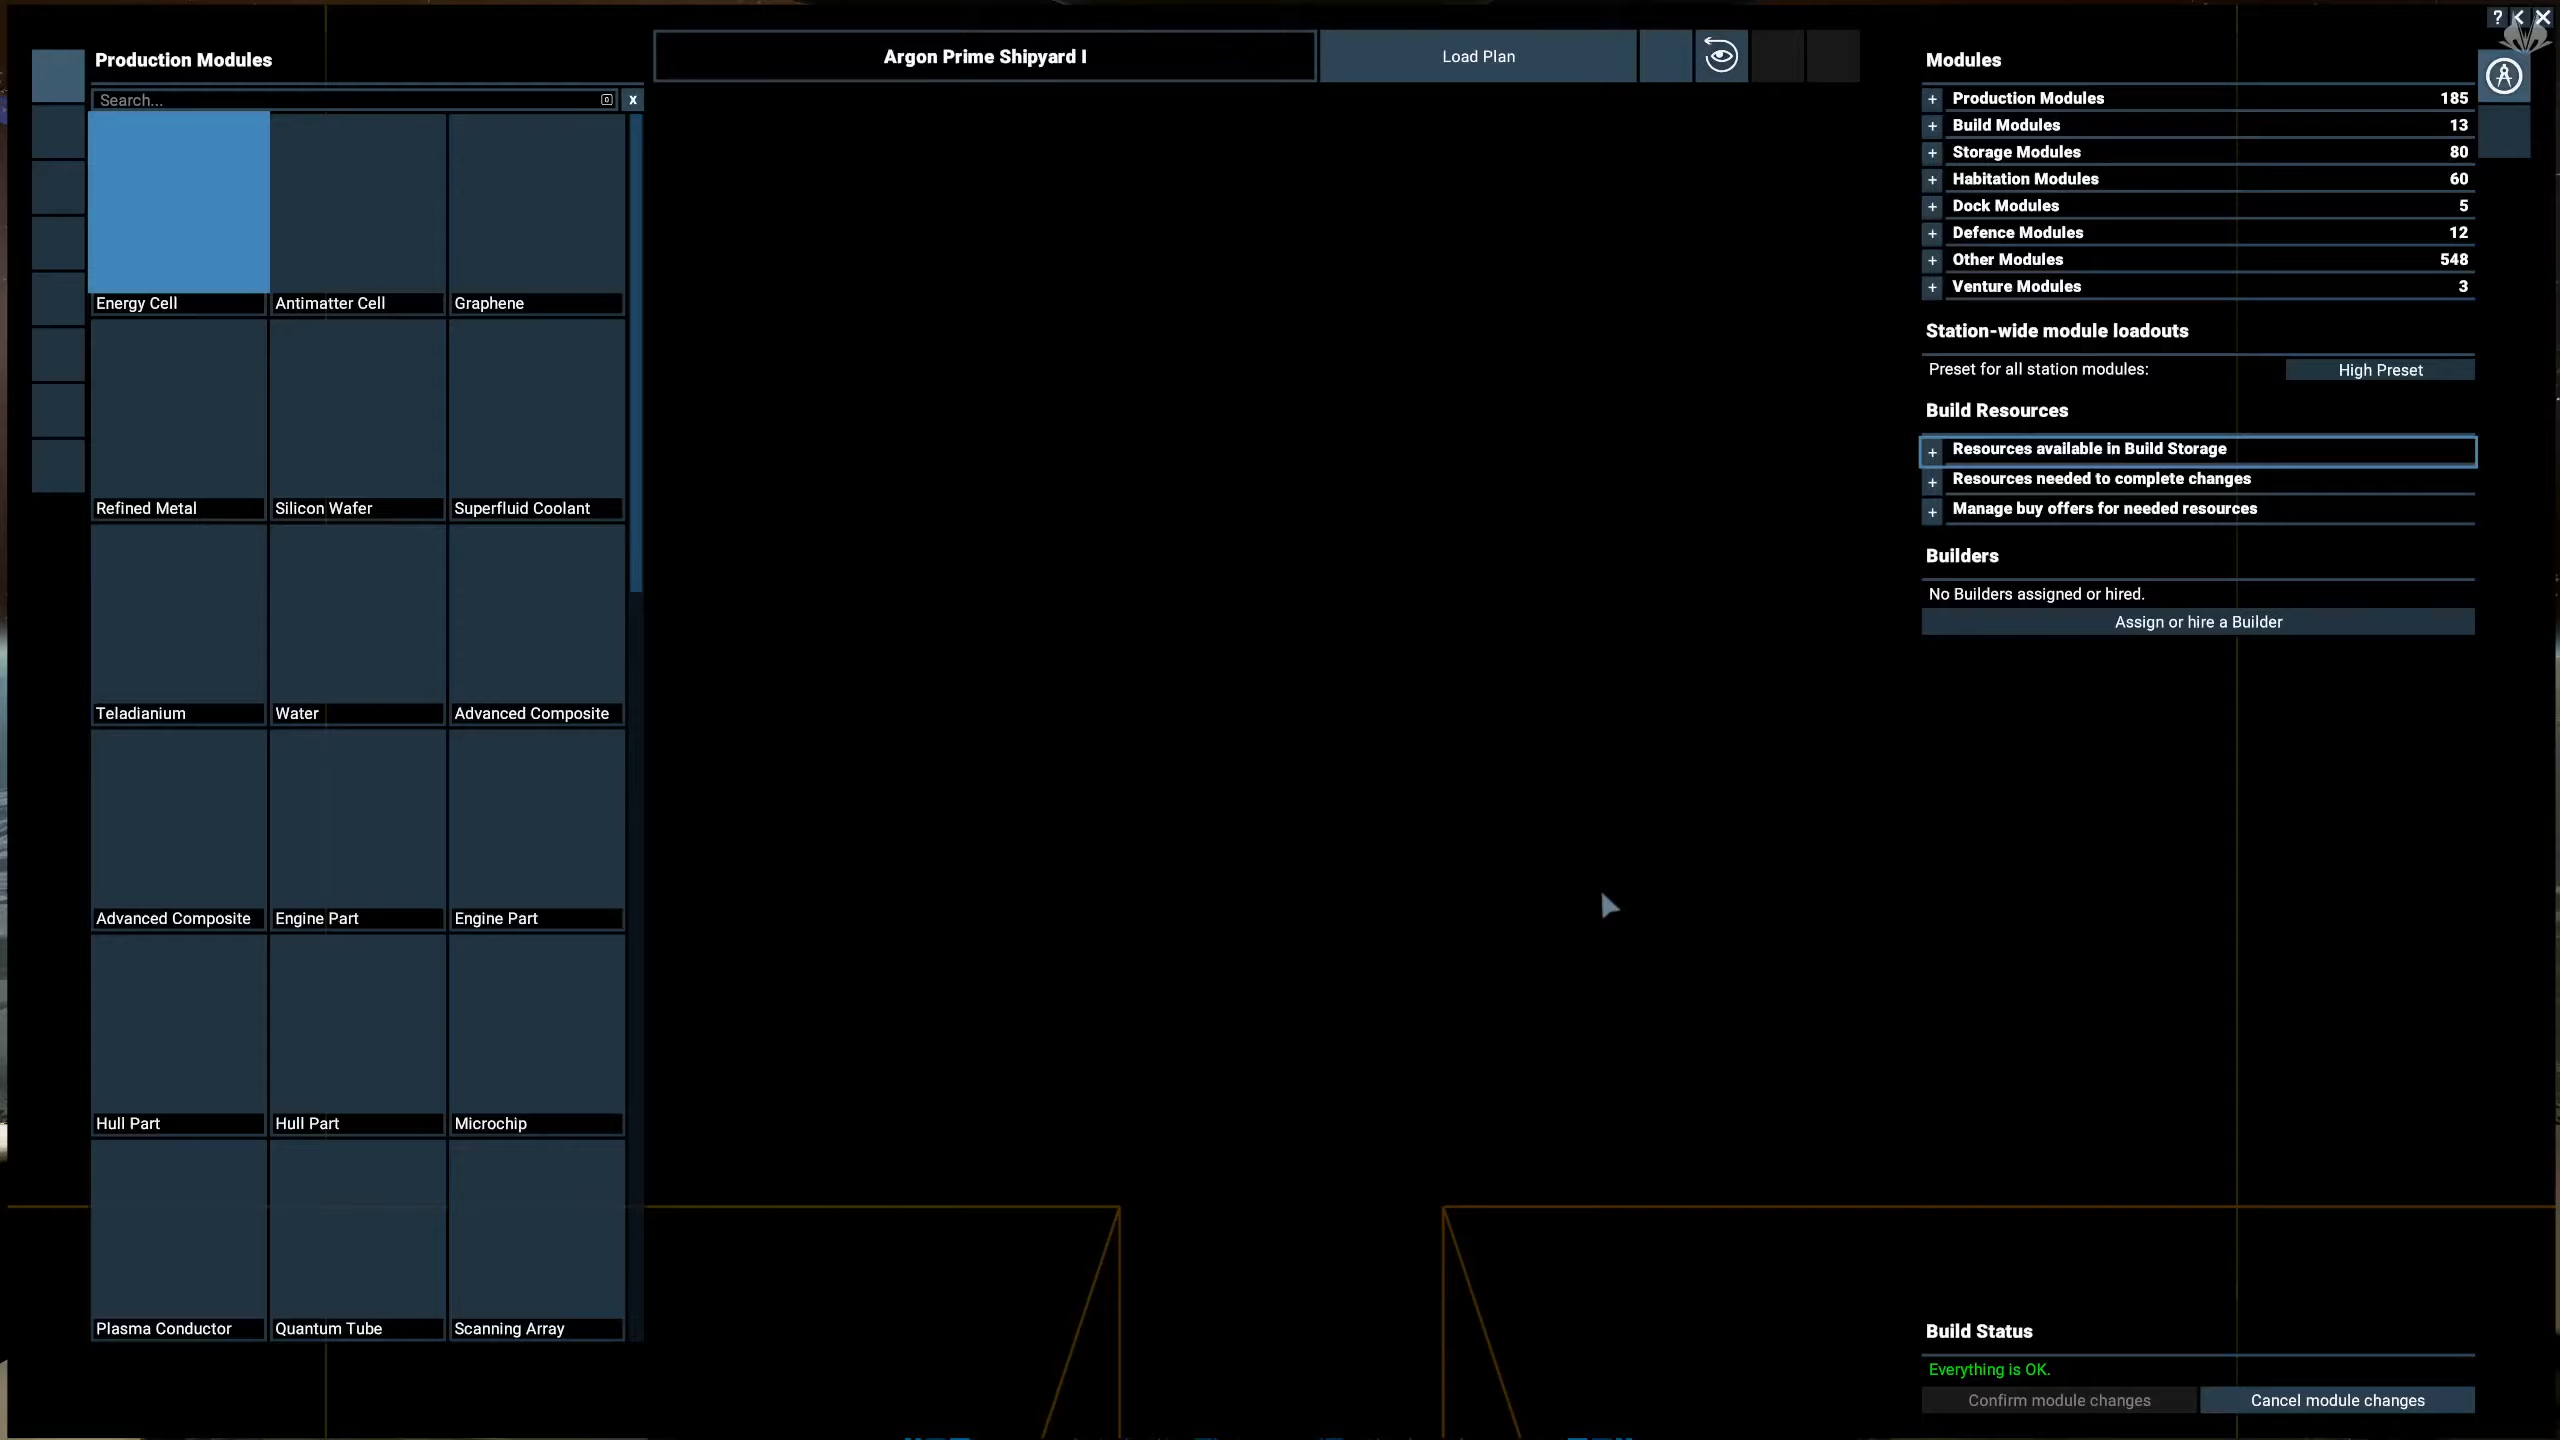 Production Modules
Search...
x
Energy Cell
Antimatter Cell
Graphene
Refined Metal
Silicon Wafer
Superfluid Coolant
Teladianium
Water
Advanced Composite
Advanced Composite
Engine Part
Engine Part
Hull Part
Hull Part
Microchip
Plasma Conductor
Quantum Tube
Scanning Array
Argon Prime Shipyard I
Load Plan
?
Modules
+ Production Modules 185
+ Build Modules 13
+ Storage Modules 80
+ Habitation Modules 60
+ Dock Modules 5
+ Defence Modules 12
+ Other Modules 548
+ Venture Modules 3
Station-wide module loadouts
Preset for all station modules: High Preset
Build Resources
+ Resources available in Build Storage
+ Resources needed to complete changes
+ Manage buy offers for needed resources
Builders
No Builders assigned or hired.
Assign or hire a Builder
Build Status
Everything is OK.
Confirm module changes
Cancel module changes